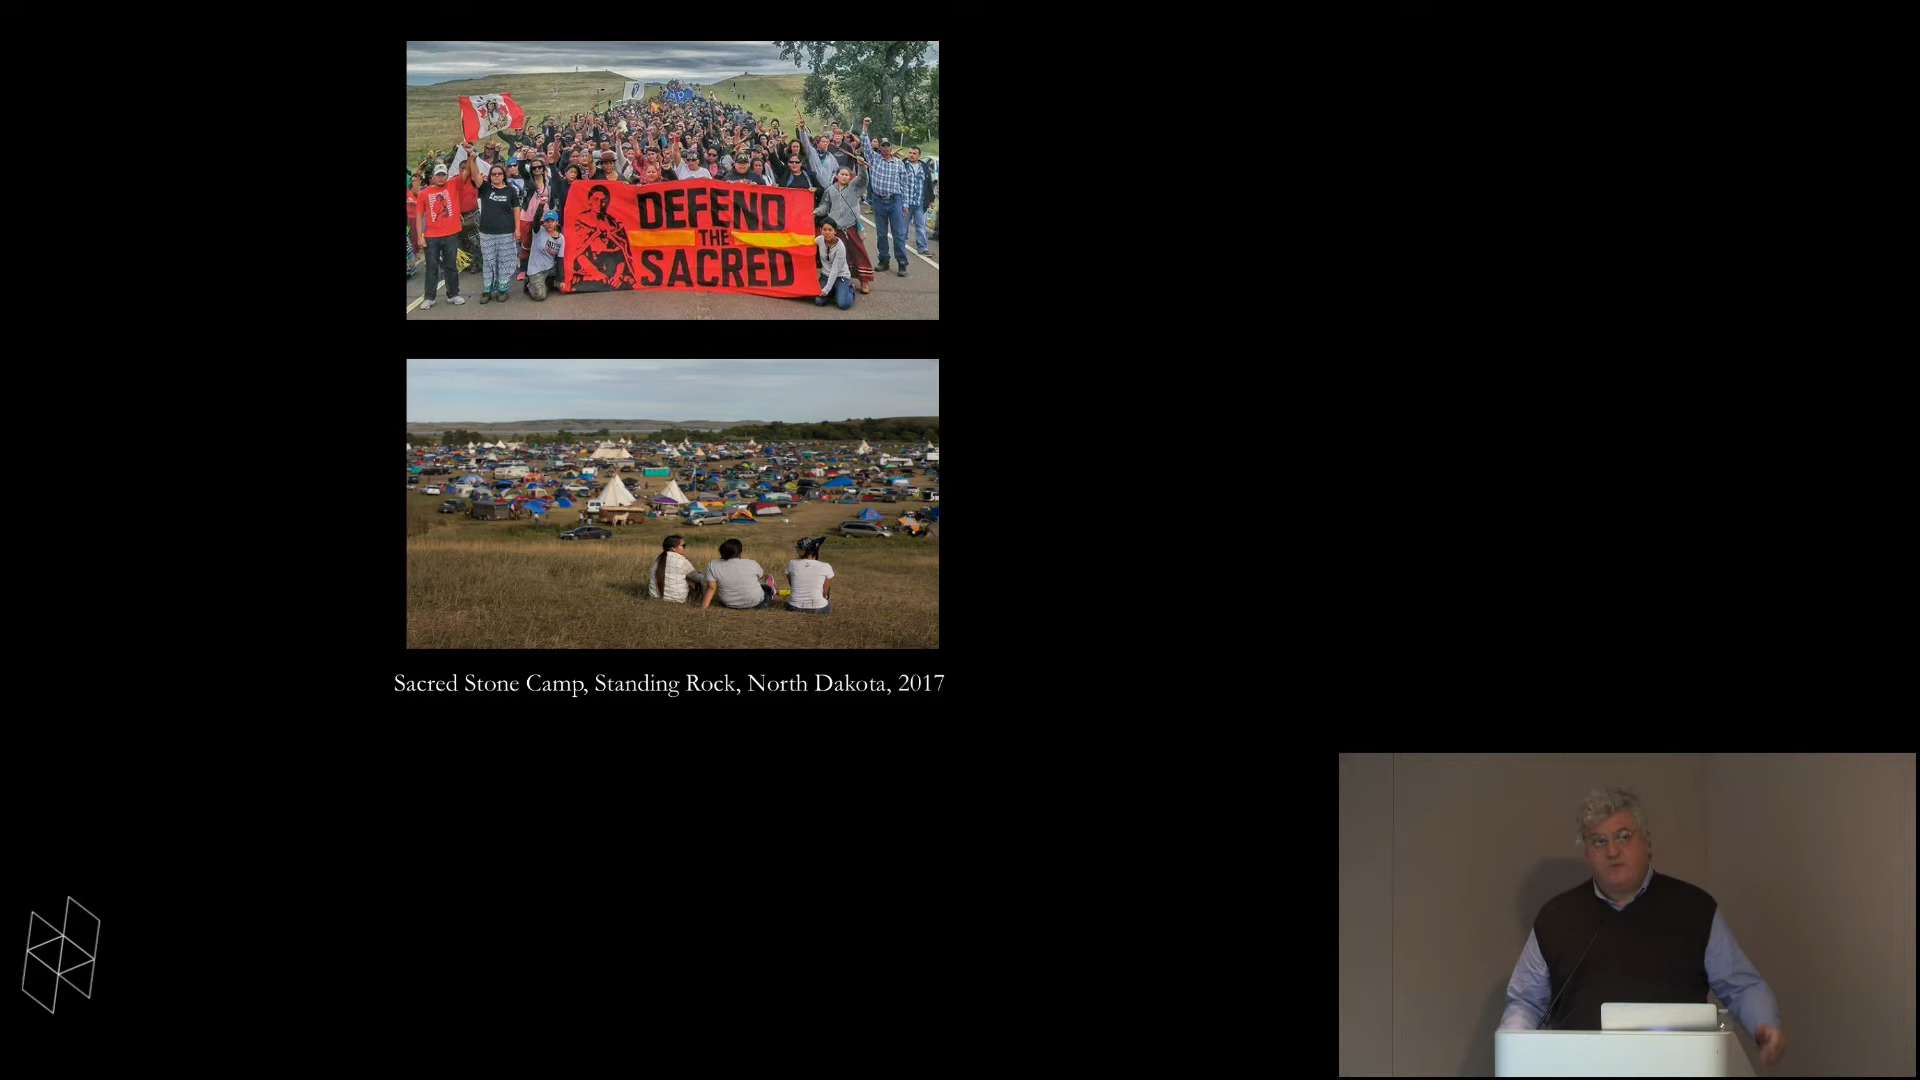 DEFEND
THE
SACRED
Sacred Stone Camp, Standing Rock, North Dakota, 2017